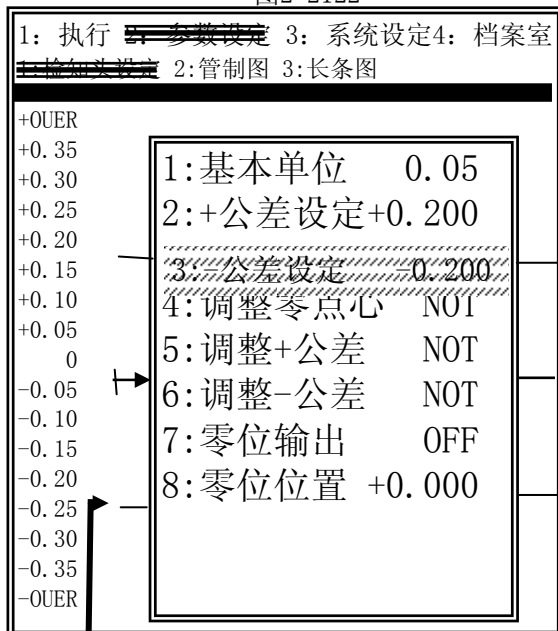 图2-2122
1: 执行 2: 参数设定 3: 系统设定4: 档案室
1:检知头设定 2:管制图 3:长条图
+OUER
+0.35
+0.30
+0.25
+0.20
+0.15
+0.10
+0.05
0
-0.05
-0.10
-0.15
-0.20
-0.25
-0.30
-0.35
-OUER
1:基本单位 0.05
2:+公差设定+0.200
3:-公差设定 -0.200
4:调整零点心 NOT
5:调整+公差 NOT
6:调整-公差 NOT
7:零位输出 OFF
8:零位位置 +0.000